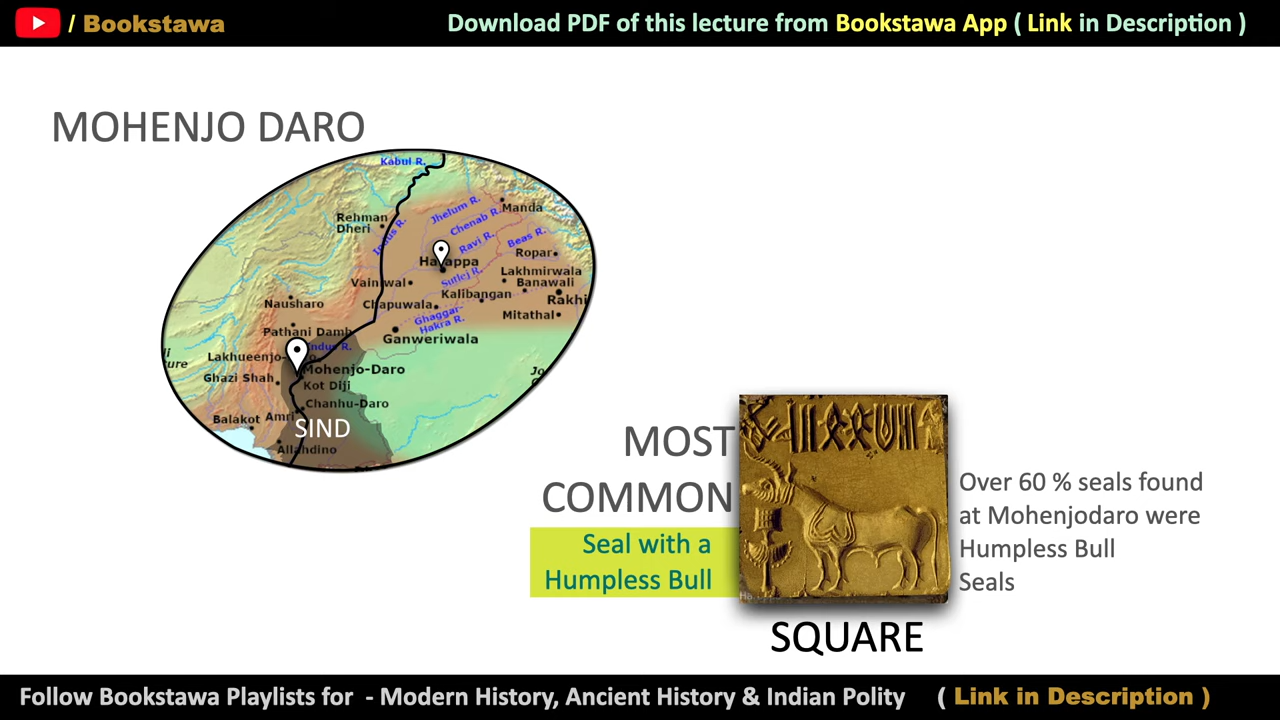 / Bookstawa
Download PDF of this lecture from Bookstawa App ( Link in Description )
MOHENJO DARO
Kabul R.
Manda
Jhelum R.
Rehman
Dheri
Chenab R.
Indus R.
Ravi R.
Beas R.
Ropar
Harappa
Sutlej R.
Lakhmirwala
Vainiwal
Banawali
Kalibangan
Nausharo
Chapuwala
Rakhi
Ghaggar-
Hakra R.
Mitathal
Pathani Damb
Ganweriwala
Indus R.
Lakhueenjo-
Mohenjo-Daro
Ghazi Shah
Kot Diji
Jo
ure
Chanhu-Daro
Balakot
Amri
SIND
Allahdino
MOST
COMMON
Seal with a
Humpless Bull
Over 60 % seals found
at Mohenjodaro were
Humpless Bull
Seals
SQUARE
Follow Bookstawa Playlists for - Modern History, Ancient History & Indian Polity ( Link in Description )